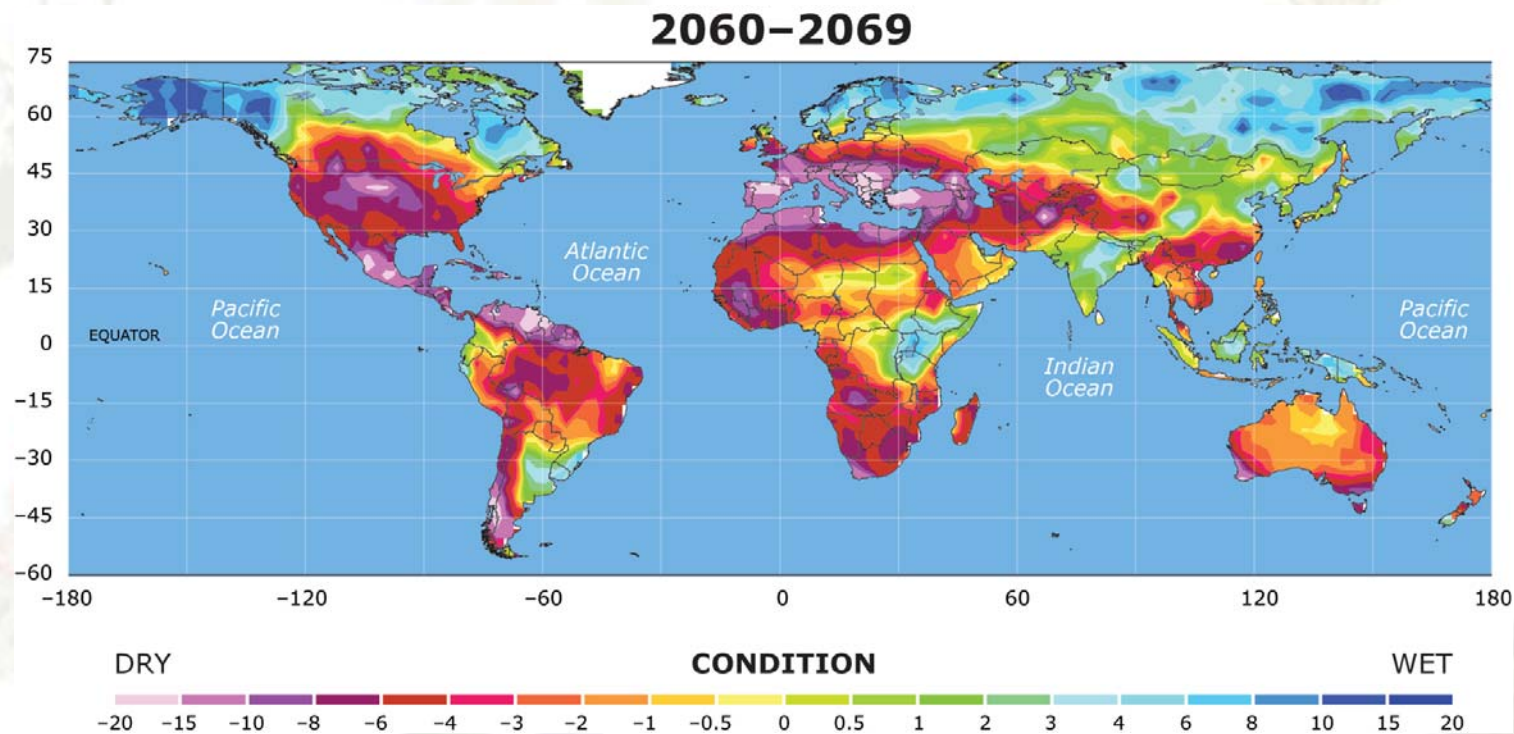 2060–2069
75
60
45
30
15
0
−15
−30
−45
−60
Atlantic
Ocean
Pacific
Ocean
Pacific
Ocean
EQUATOR
Indian
Ocean
−180 −120 −60 0 60 120 180
DRY CONDITION WET
−20 −15 −10 −8 −6 −4 −3 −2 −1 −0.5 0 0.5 1 2 3 4 6 8 10 15 20